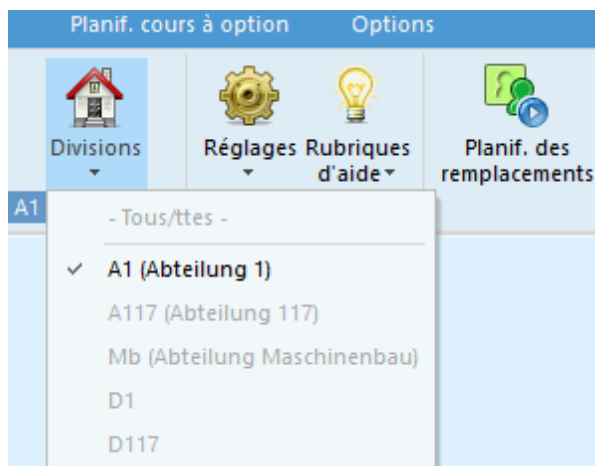 Planif. cours à option Options
Divisions Réglages Rubriques d'aide Planif. des remplacements
A1
- Tous/ttes -
A1 (Abteilung 1)
A117 (Abteilung 117)
Mb (Abteilung Maschinenbau)
D1
D117